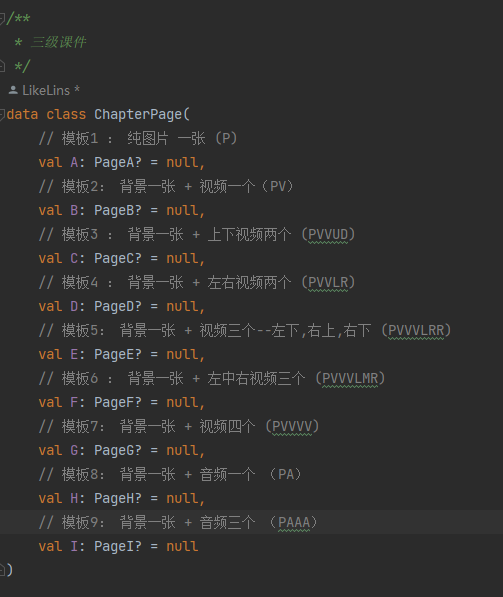 /**
 * 三级课件
 */
LikeLins *
data class ChapterPage(
    // 模板1 : 纯图片 一张 (P)
    val A: PageA? = null,
    // 模板2: 背景一张 + 视频一个（PV）
    val B: PageB? = null,
    // 模板3 : 背景一张 + 上下视频两个 (PVVUD)
    val C: PageC? = null,
    // 模板4 : 背景一张 + 左右视频两个 (PVVLR)
    val D: PageD? = null,
    // 模板5: 背景一张 + 视频三个--左下,右上,右下 (PVVVLRR)
    val E: PageE? = null,
    // 模板6 : 背景一张 + 左中右视频三个 (PVVVLMR)
    val F: PageF? = null,
    // 模板7: 背景一张 + 视频四个 (PVVVV)
    val G: PageG? = null,
    // 模板8: 背景一张 + 音频一个 （PA）
    val H: PageH? = null,
    // 模板9: 背景一张 + 音频三个 （PAAA）
    val I: PageI? = null
)